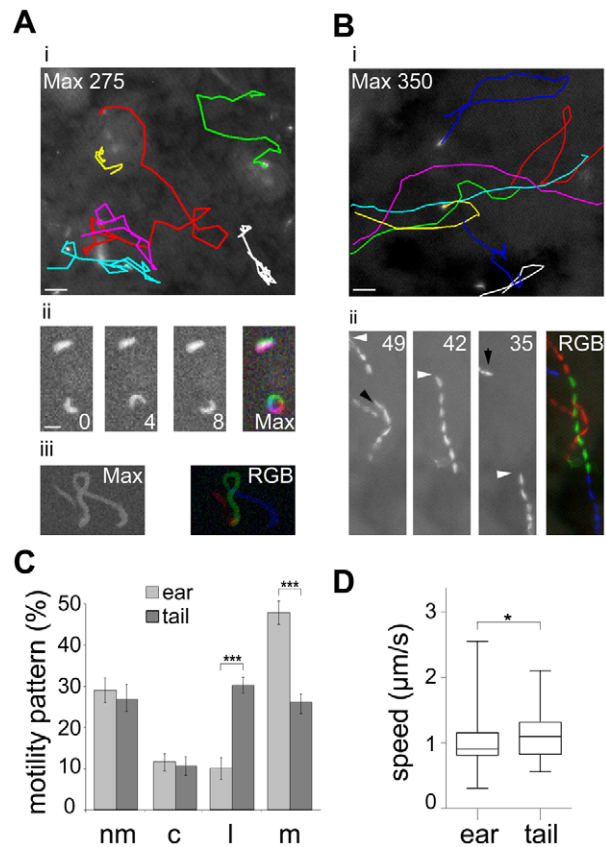 A
i
Max 275
ii
0
4
8
Max
iii
Max
RGB
B
i
Max 350
ii
49
42
35
RGB
C
ear
tail
motility pattern (%)
50
40
30
20
10
0
***
***
nm
c
l
m
D
speed (µm/s)
3
2
1
0
*
ear
tail